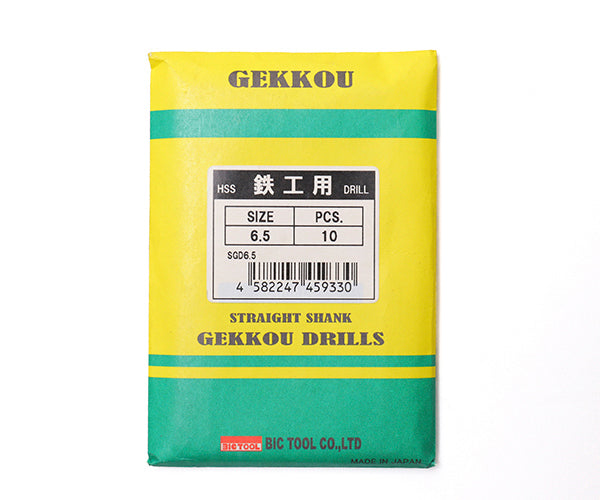 GEKKOU
HSS 鉄工用 DRILL
SIZE PCS.
6.5 10
SGD6.5
4 582247 459330
STRAIGHT SHANK
GEKKOU DRILLS
BIC TOOL BIC TOOL CO.,LTD
MADE IN JAPAN